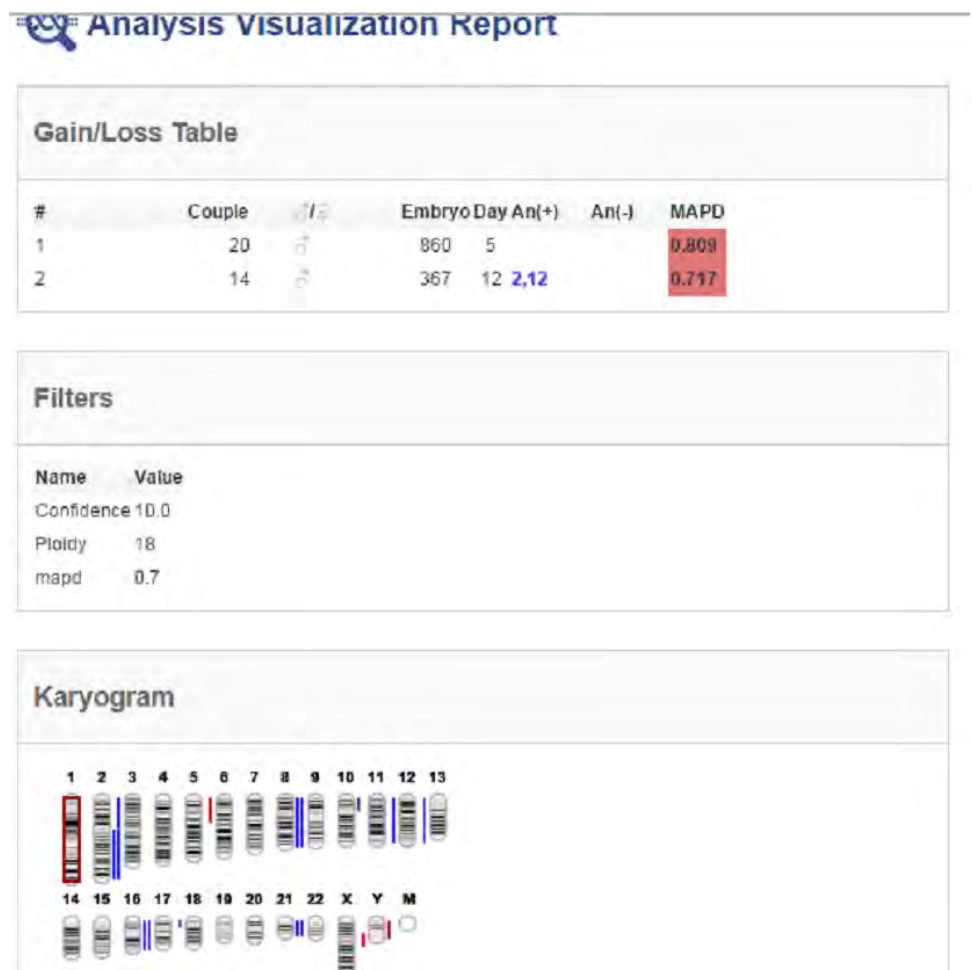 Analysis Visualization Report
Gain/Loss Table
# Couple ♂/♀ Embryo Day An(+) An(-) MAPD
1 20 ♂ 860 5 0.809
2 14 ♂ 367 12 2,12 0.717
Filters
Name Value
Confidence 10.0
Ploidy 18
mapd 0.7
Karyogram
1 2 3 4 5 6 7 8 9 10 11 12 13
14 15 16 17 18 19 20 21 22 X Y M